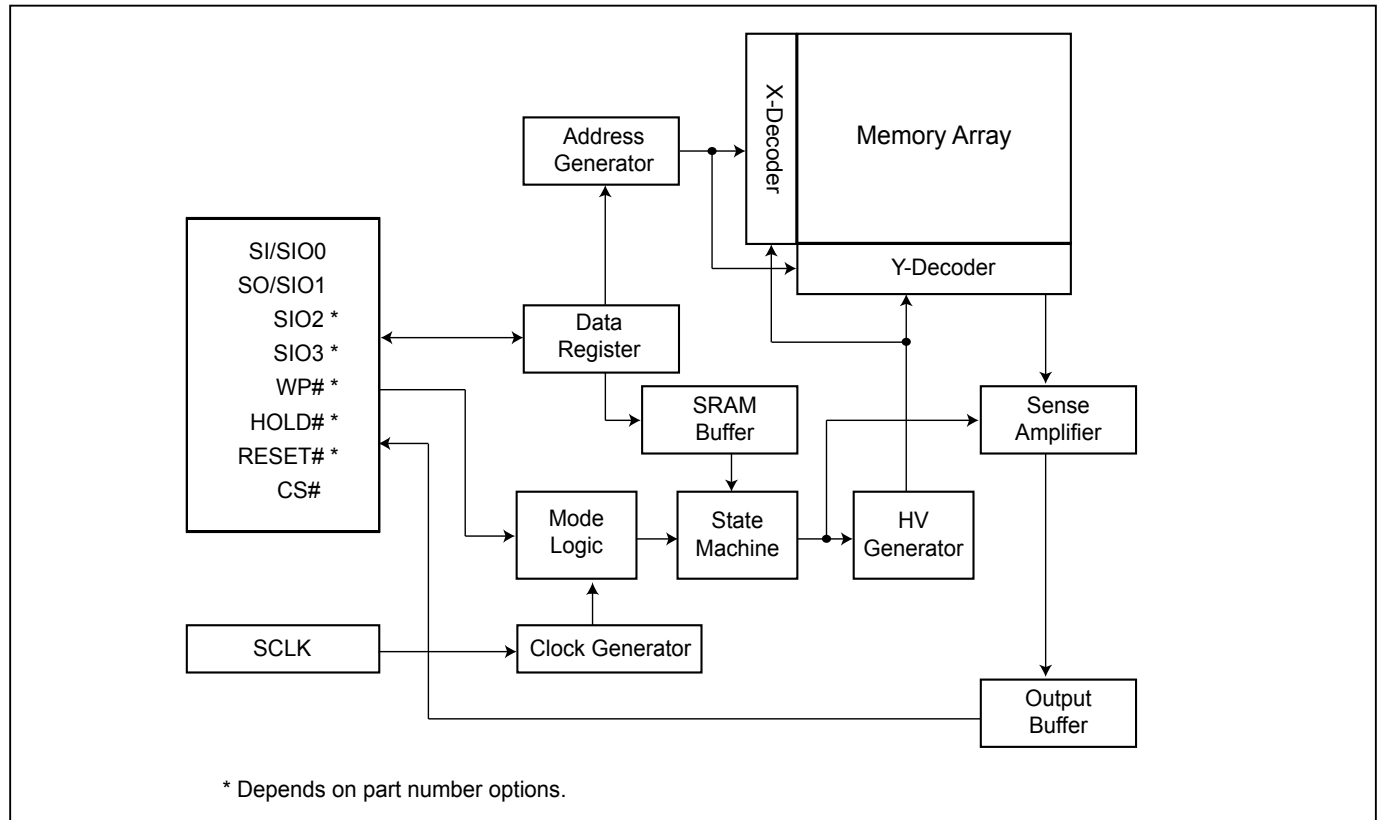 X-Decoder
Memory Array
Address
Generator
Y-Decoder
SI/SIO0
SO/SIO1
SIO2 *
SIO3 *
WP# *
HOLD# *
RESET# *
CS#
Data
Register
SRAM
Buffer
Sense
Amplifier
Mode
Logic
State
Machine
HV
Generator
SCLK
Clock Generator
Output
Buffer
* Depends on part number options.